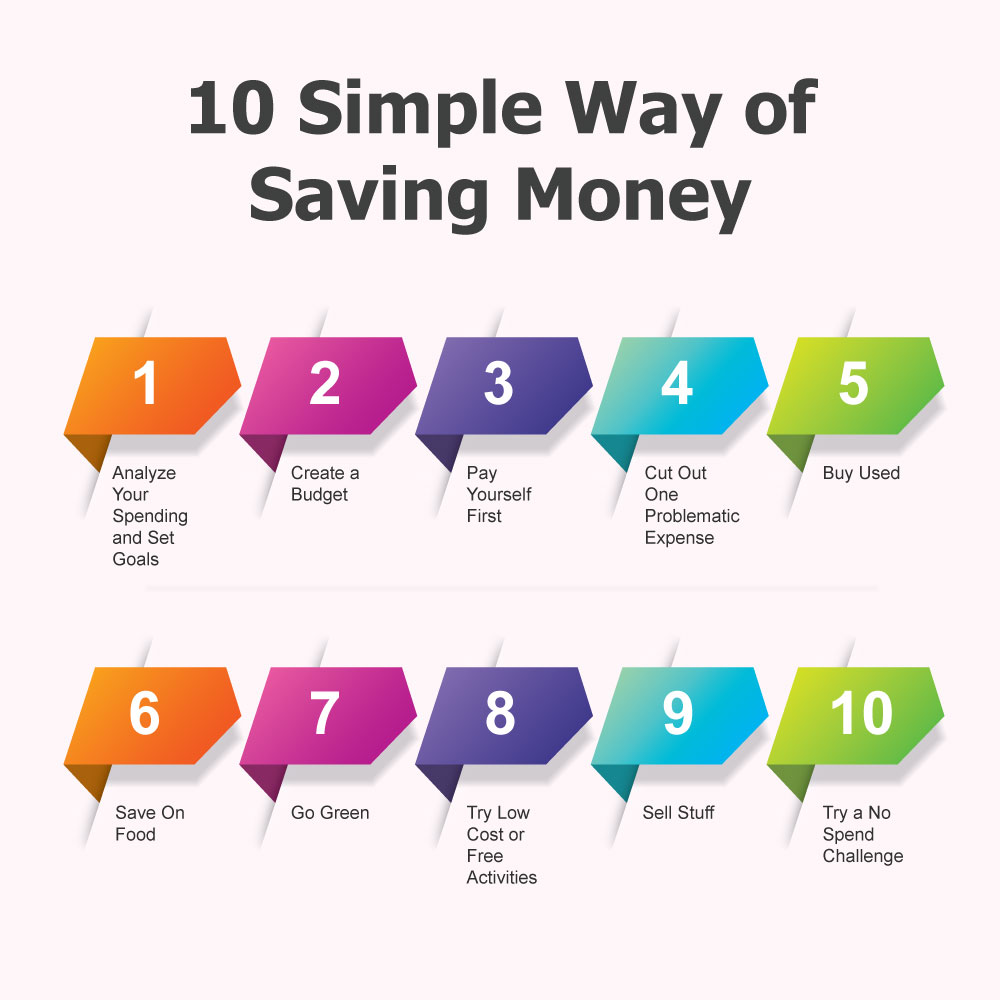 10 Simple Way of
Saving Money
1
Analyze
Your
Spending
and Set
Goals
2
Create a
Budget
3
Pay
Yourself
First
4
Cut Out
One
Problematic
Expense
5
Buy Used
6
Save On
Food
7
Go Green
8
Try Low
Cost or
Free
Activities
9
Sell Stuff
10
Try a No
Spend
Challenge